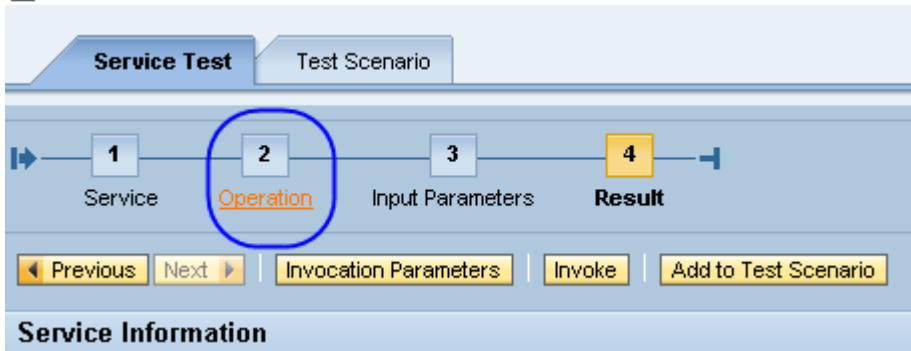 Service Test Test Scenario
1 2 3 4
Service Operation Input Parameters Result
Previous Next Invocation Parameters Invoke Add to Test Scenario
Service Information